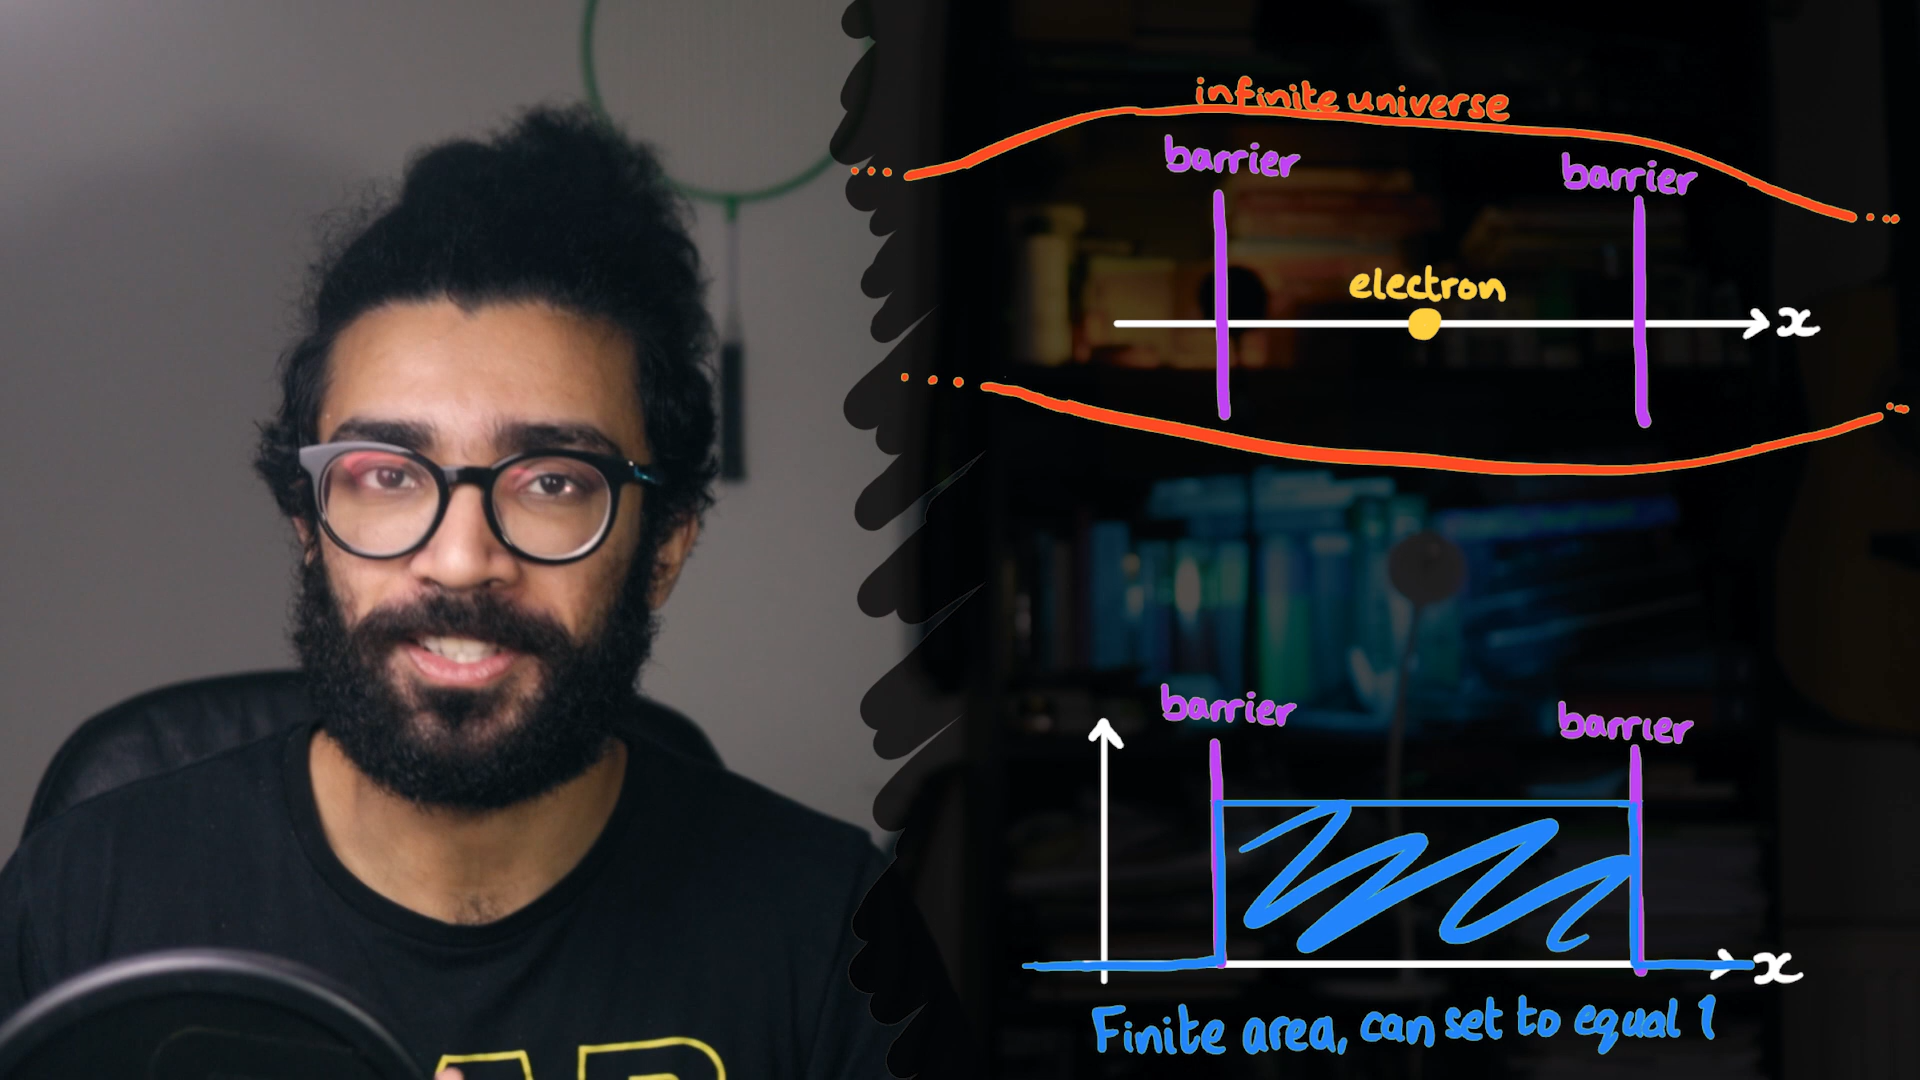 infinite universe
barrier
barrier
electron
x
barrier
barrier
x
Finite area, can set to equal 1